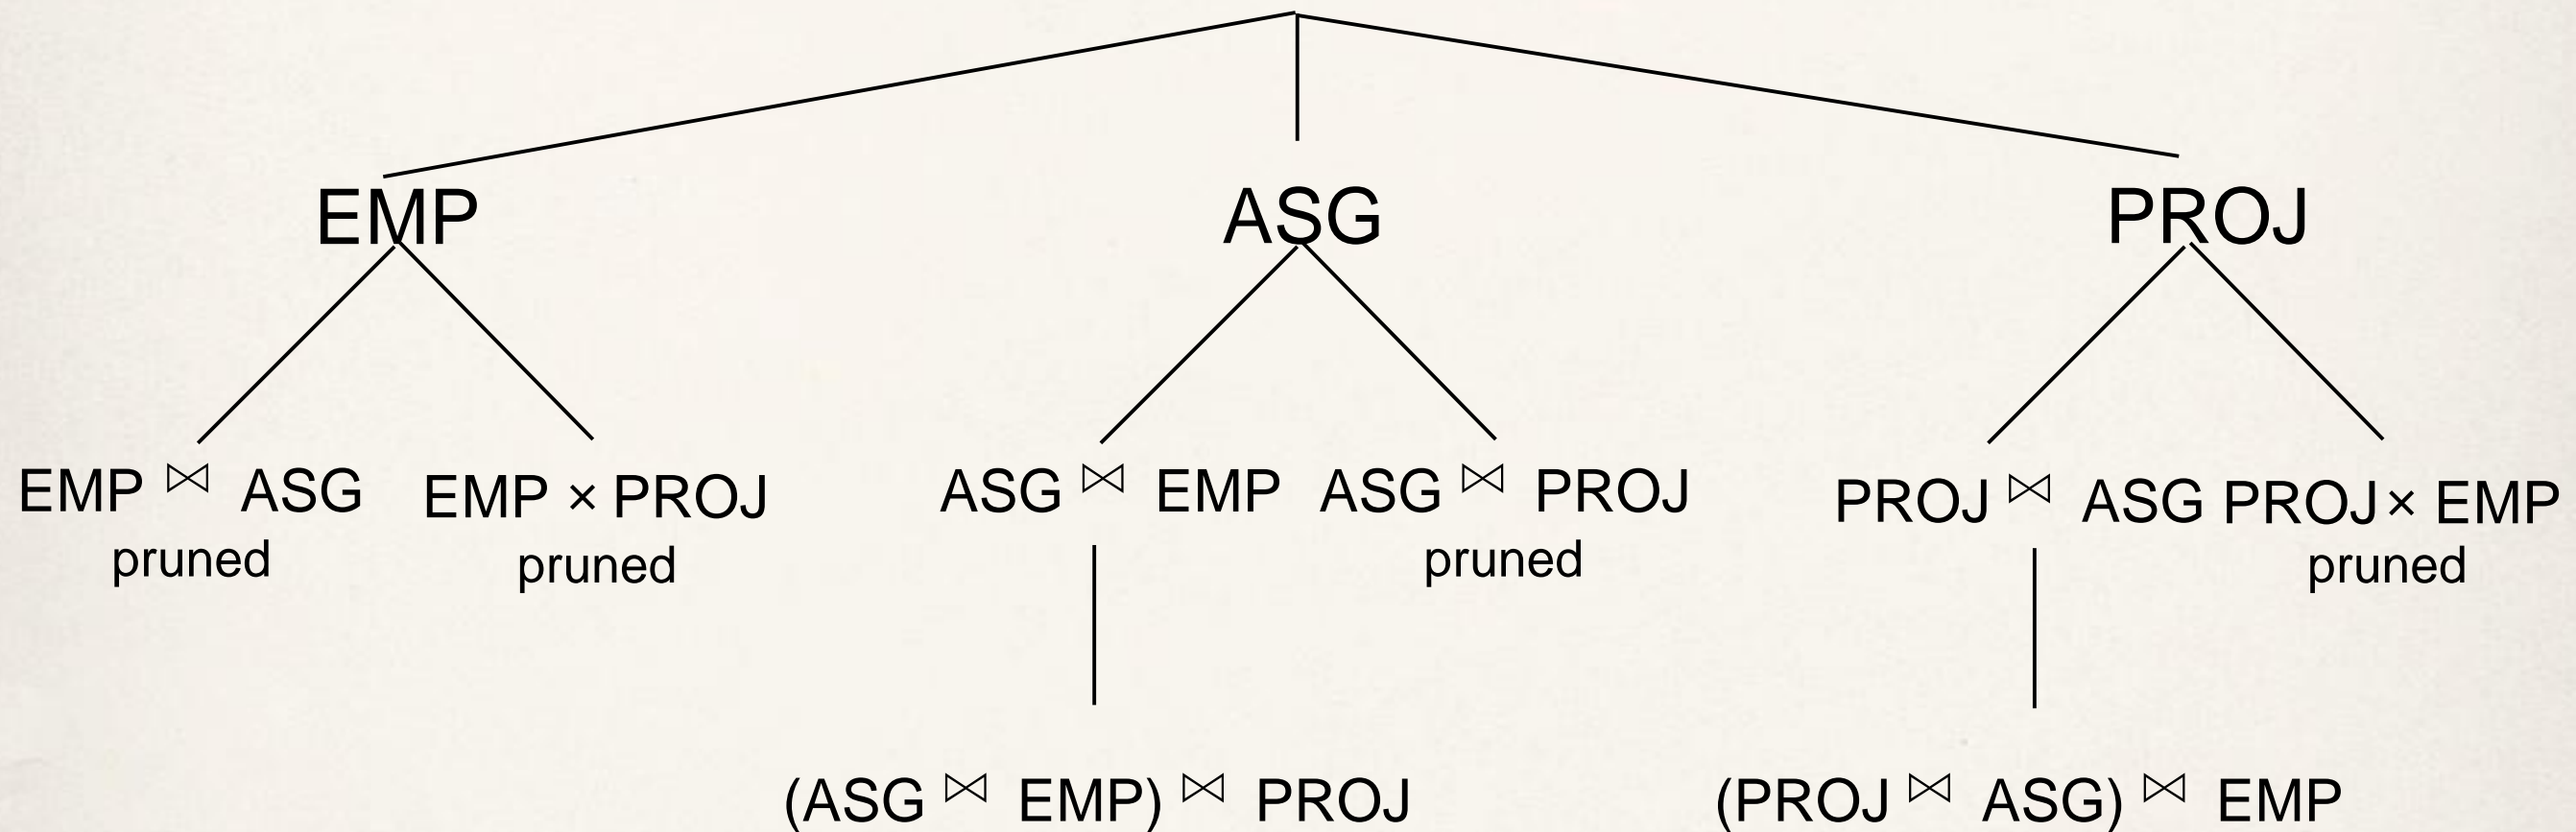 EMP ASG PROJ
EMP ⋈ ASG EMP × PROJ ASG ⋈ EMP ASG ⋈ PROJ PROJ ⋈ ASG PROJ × EMP
pruned pruned pruned pruned
(ASG ⋈ EMP) ⋈ PROJ (PROJ ⋈ ASG) ⋈ EMP